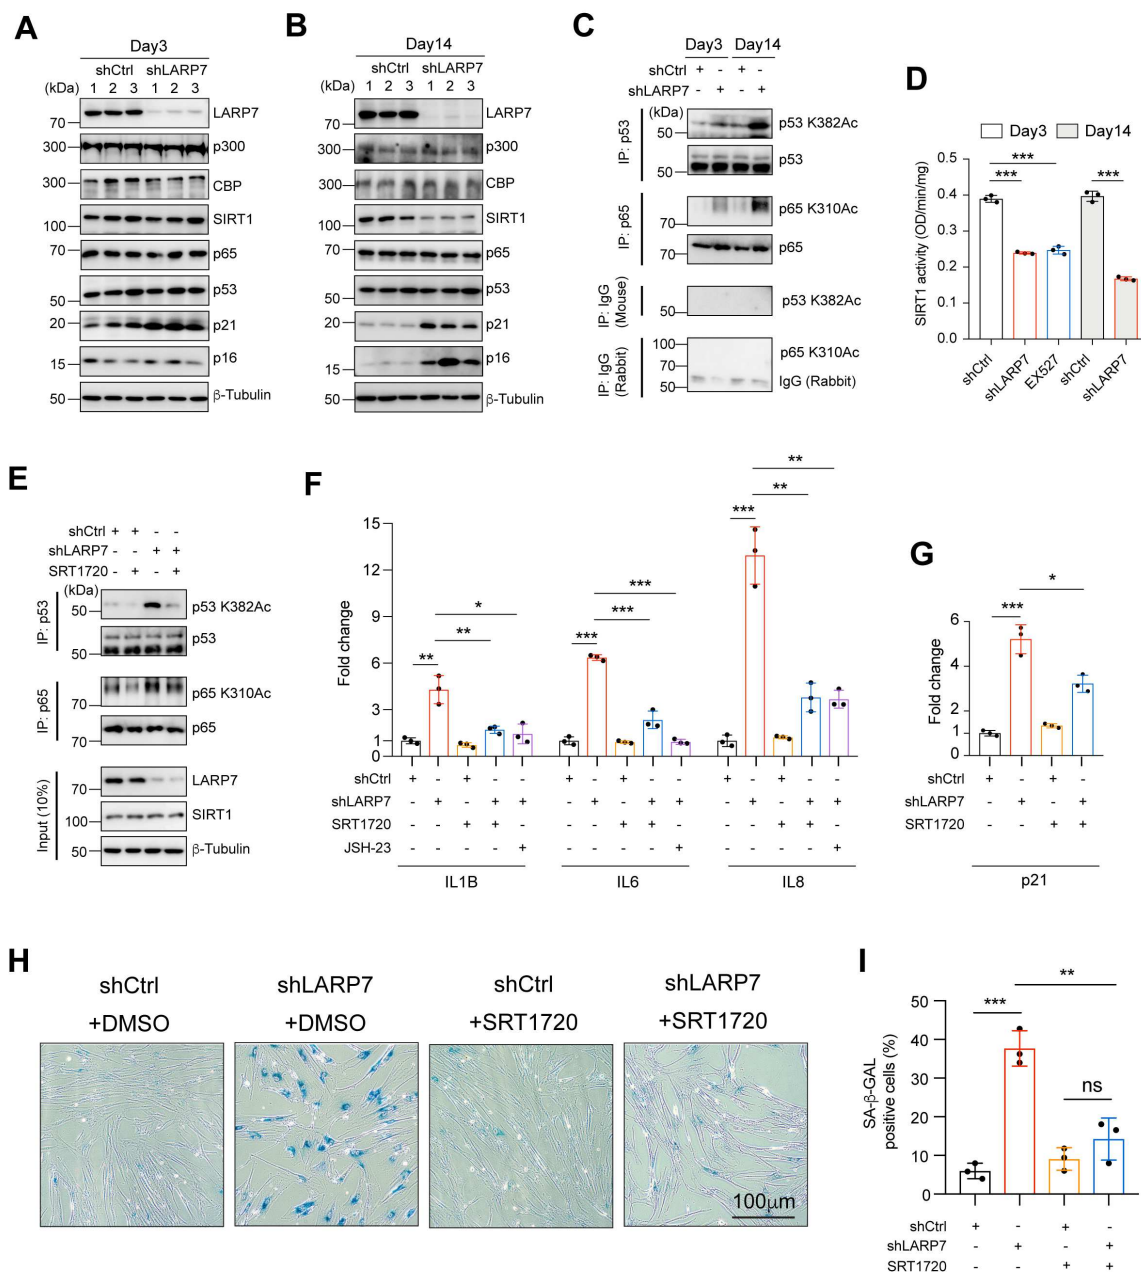 A
Day3
shCtrl shLARP7
(kDa) 1 2 3 1 2 3
70 LARP7
300 p300
300 CBP
100 SIRT1
70 p65
50 p53
20 p21
15 p16
50 β-Tubulin
B
Day14
shCtrl shLARP7
(kDa) 1 2 3 1 2 3
70 LARP7
300 p300
300 CBP
100 SIRT1
70 p65
50 p53
20 p21
15 p16
50 β-Tubulin
C
Day3 Day14
shCtrl + - + -
shLARP7 - + - +
(kDa)
IP: p53
50 p53 K382Ac
50 p53
IP: p65
70 p65 K310Ac
70 p65
IP: IgG (Mouse)
50 p53 K382Ac
IP: IgG (Rabbit)
100
70
50
p65 K310Ac
IgG (Rabbit)
D
Day3 Day14
SIRT1 activity (OD/min/mg)
0.5
0.4
0.3
0.2
0.1
0.0
*** *** ***
shCtrl shLARP7 EX527 shCtrl shLARP7
E
shCtrl + + - -
shLARP7 - - + +
SRT1720 - + - +
(kDa)
IP: p53
50 p53 K382Ac
50 p53
IP: p65
70 p65 K310Ac
70 p65
Input (10%)
70 LARP7
100 SIRT1
50 β-Tubulin
F
Fold change
15
12
9
6
3
1
0
** ** *
*** *** ***
*** ** **
shCtrl + - + - - + - + - - + - + - -
shLARP7 - + - + + - + - + + - + - + +
SRT1720 - - + + - - - + + - - - + + -
JSH-23 - - - - + - - - - + - - - - +
IL1B IL6 IL8
G
Fold change
6
4
2
1
0
*** *
shCtrl + - + -
shLARP7 - + - +
SRT1720 - - + +
p21
H
shCtrl +DMSO
shLARP7 +DMSO
shCtrl +SRT1720
shLARP7 +SRT1720
100μm
I
SA-β-GAL
positive cells (%)
50
40
30
20
10
0
*** ** ns
shCtrl + - + -
shLARP7 - + - +
SRT1720 - - + +